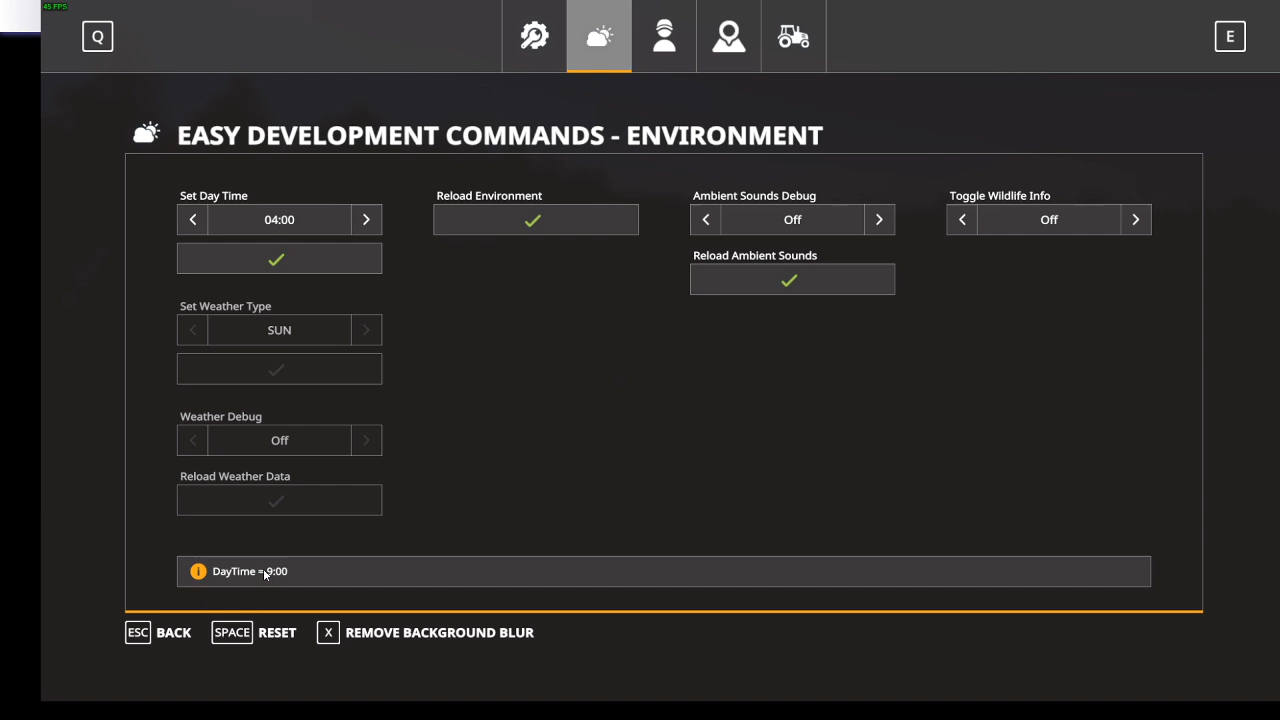 45 FPS
Q
E
EASY DEVELOPMENT COMMANDS - ENVIRONMENT
Set Day Time
Reload Environment
Ambient Sounds Debug
Toggle Wildlife Info
04:00
Off
Off
Reload Ambient Sounds
Set Weather Type
SUN
Weather Debug
Off
Reload Weather Data
i DayTime = 9:00
ESC BACK SPACE RESET X REMOVE BACKGROUND BLUR